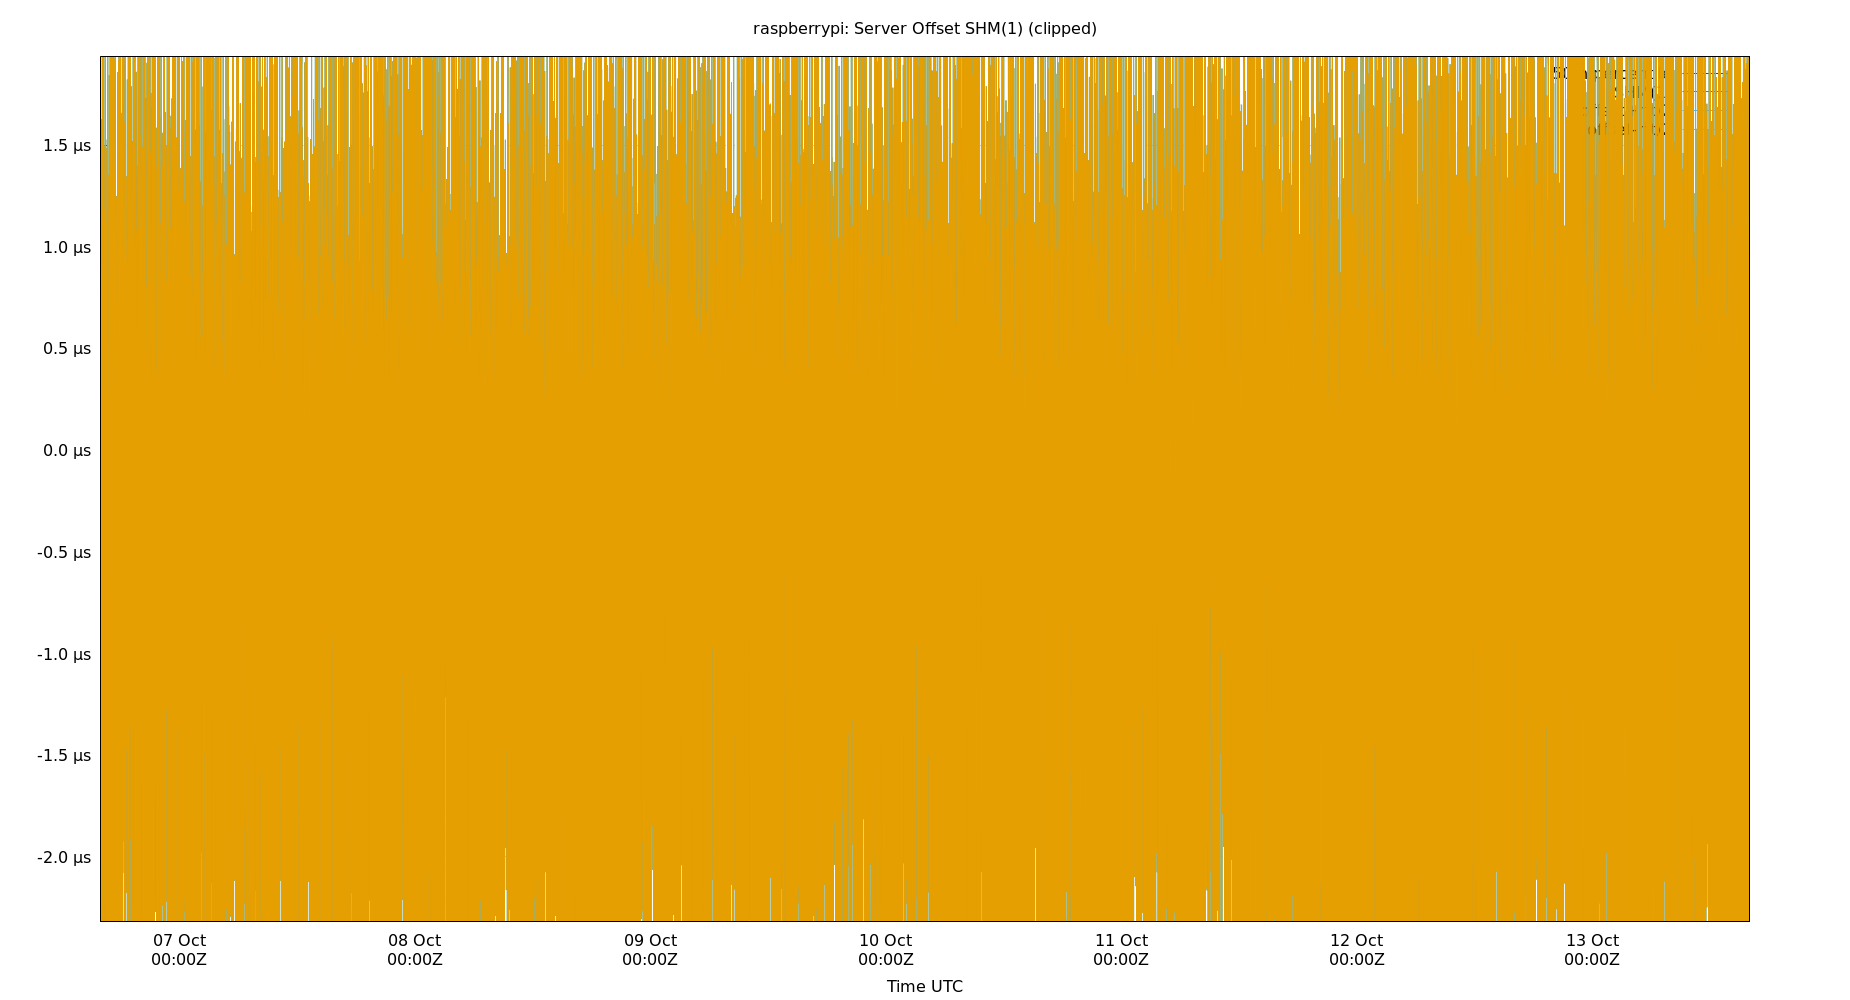 raspberrypi: Server Offset SHM(1) (clipped)
1.5 µs
1.0 µs
0.5 µs
0.0 µs
-0.5 µs
-1.0 µs
-1.5 µs
-2.0 µs
07 Oct 08 Oct 09 Oct 10 Oct 11 Oct 12 Oct 13 Oct
00:00Z 00:00Z 00:00Z 00:00Z 00:00Z 00:00Z 00:00Z
Time UTC